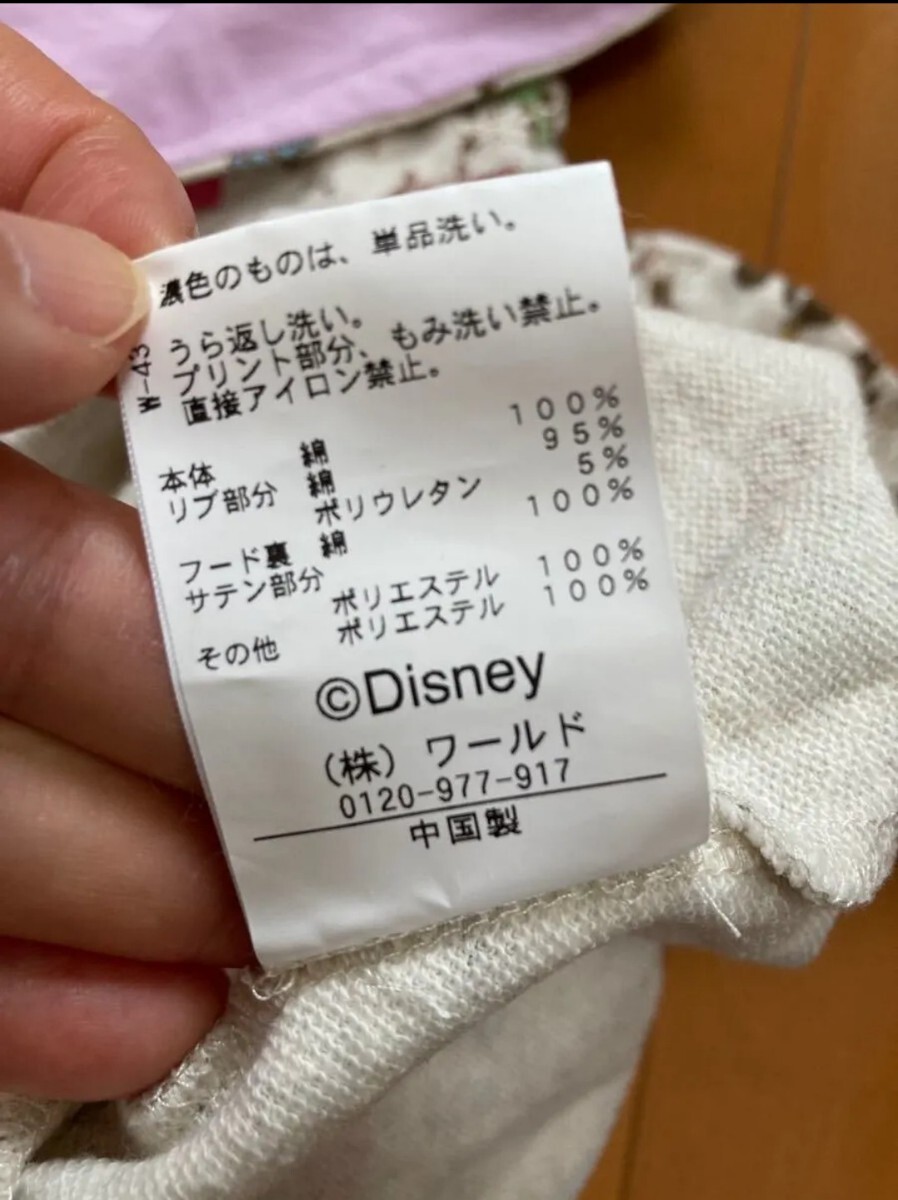 濃色のものは、単品洗い。
うら返し洗い。
プリント部分、もみ洗い禁止。
直接アイロン禁止。
W-43
本体 綿 100%
リブ部分 綿 95%
ポリウレタン 5%
フード裏 綿 100%
サテン部分
ポリエステル 100%
その他 ポリエステル 100%
©Disney
(株) ワールド
0120-977-917
中国製